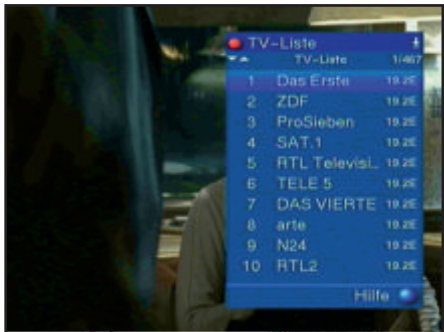 TV-Liste
TV-Liste 1/467
1 Das Erste 19.2E
2 ZDF 19.2E
3 ProSieben 19.2E
4 SAT.1 19.2E
5 RTL Televisi... 19.2E
6 TELE 5 19.2E
7 DAS VIERTE 19.2E
8 arte 19.2E
9 N24 19.2E
10 RTL2 19.2E
Hilfe